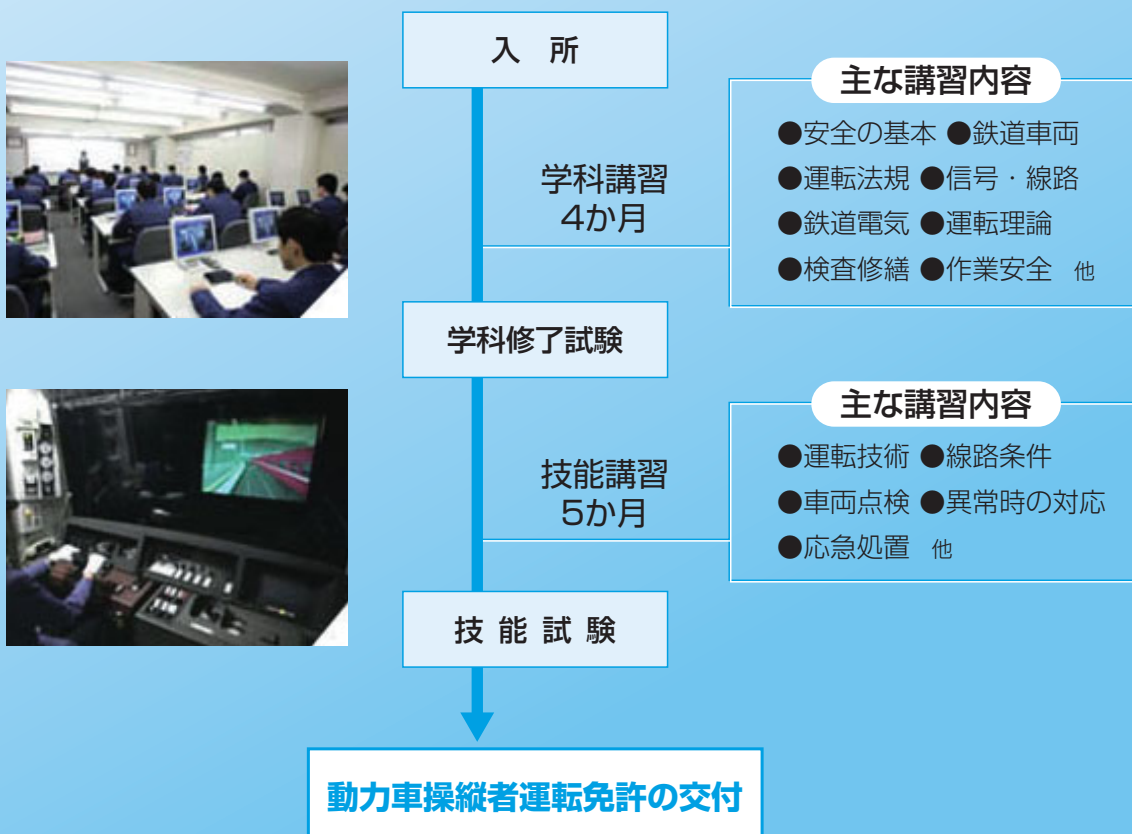 入 所
学科講習
4か月
主な講習内容
●安全の基本 ●鉄道車両
●運転法規 ●信号・線路
●鉄道電気 ●運転理論
●検査修繕 ●作業安全 他
学科修了試験
技能講習
5か月
主な講習内容
●運転技術 ●線路条件
●車両点検 ●異常時の対応
●応急処置 他
技 能 試 験
動力車操縦者運転免許の交付